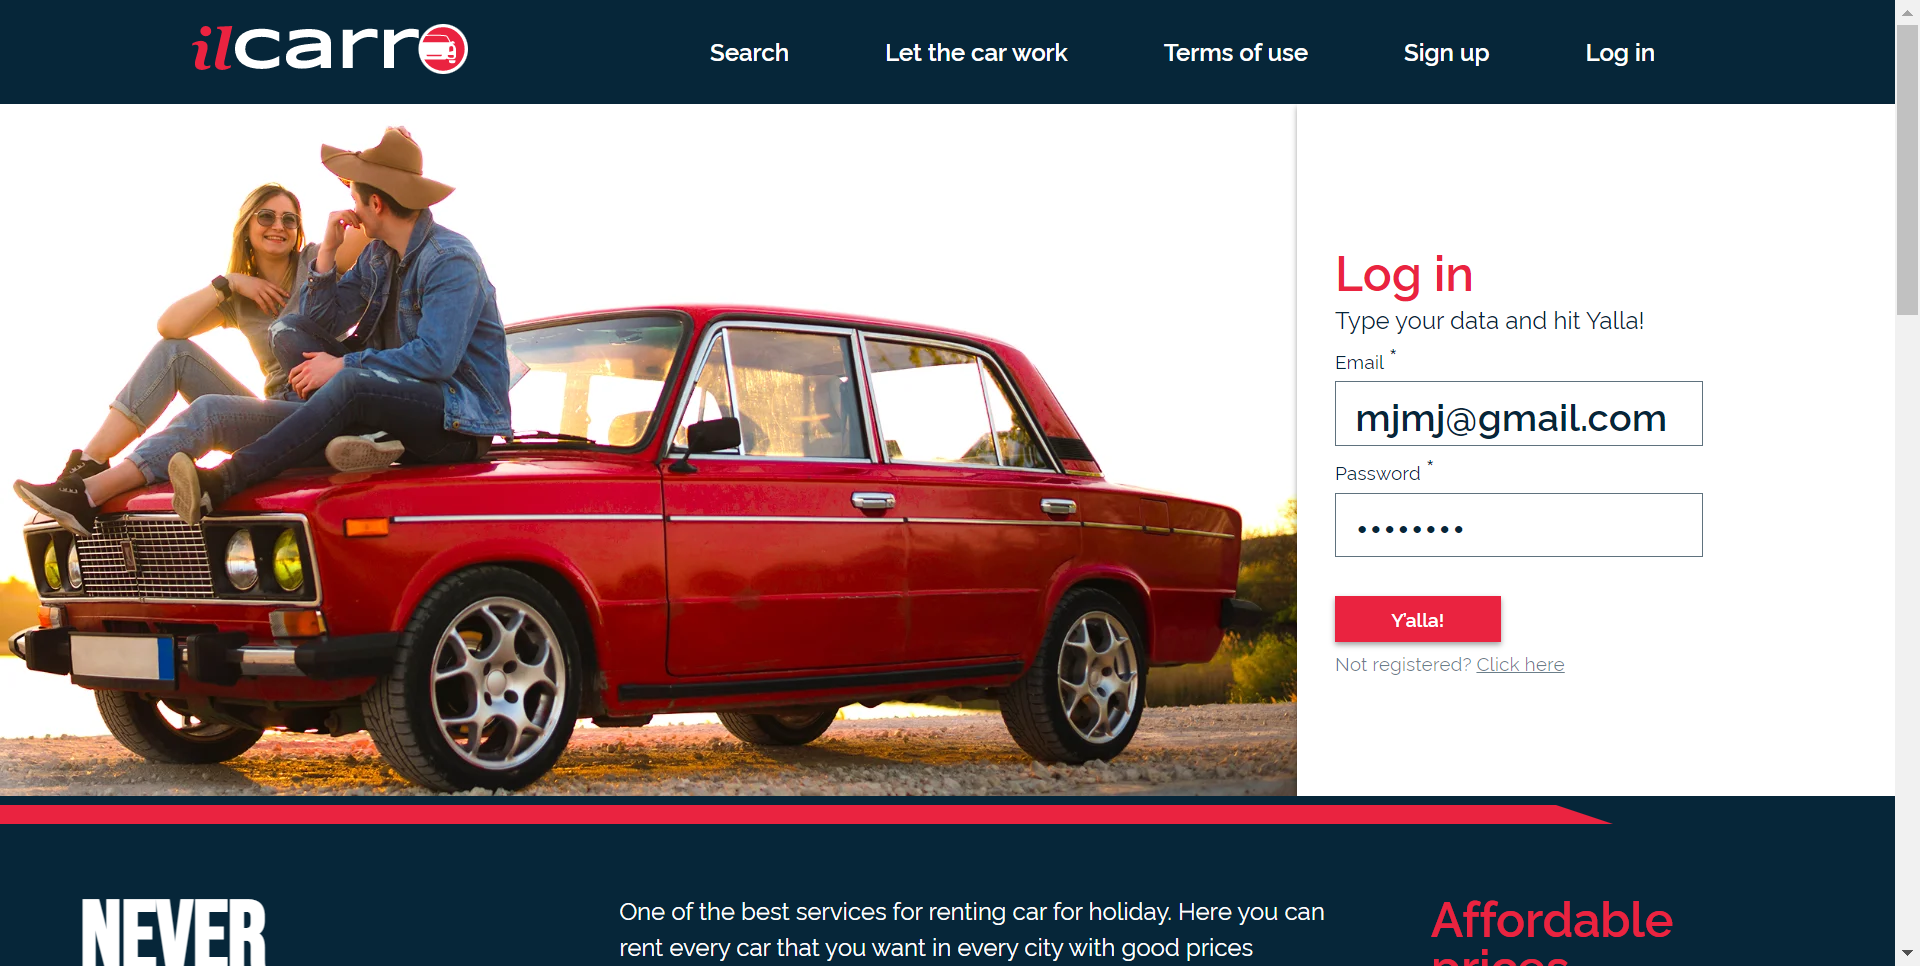 ilcarro
Search
Let the car work
Terms of use
Sign up
Log in
Log in
Type your data and hit Yalla!
Email *
mjmj@gmail.com
Password *
••••••••
Y'alla!
Not registered? Click here
NEVER
One of the best services for renting car for holiday. Here you can
rent every car that you want in every city with good prices
Affordable
prices